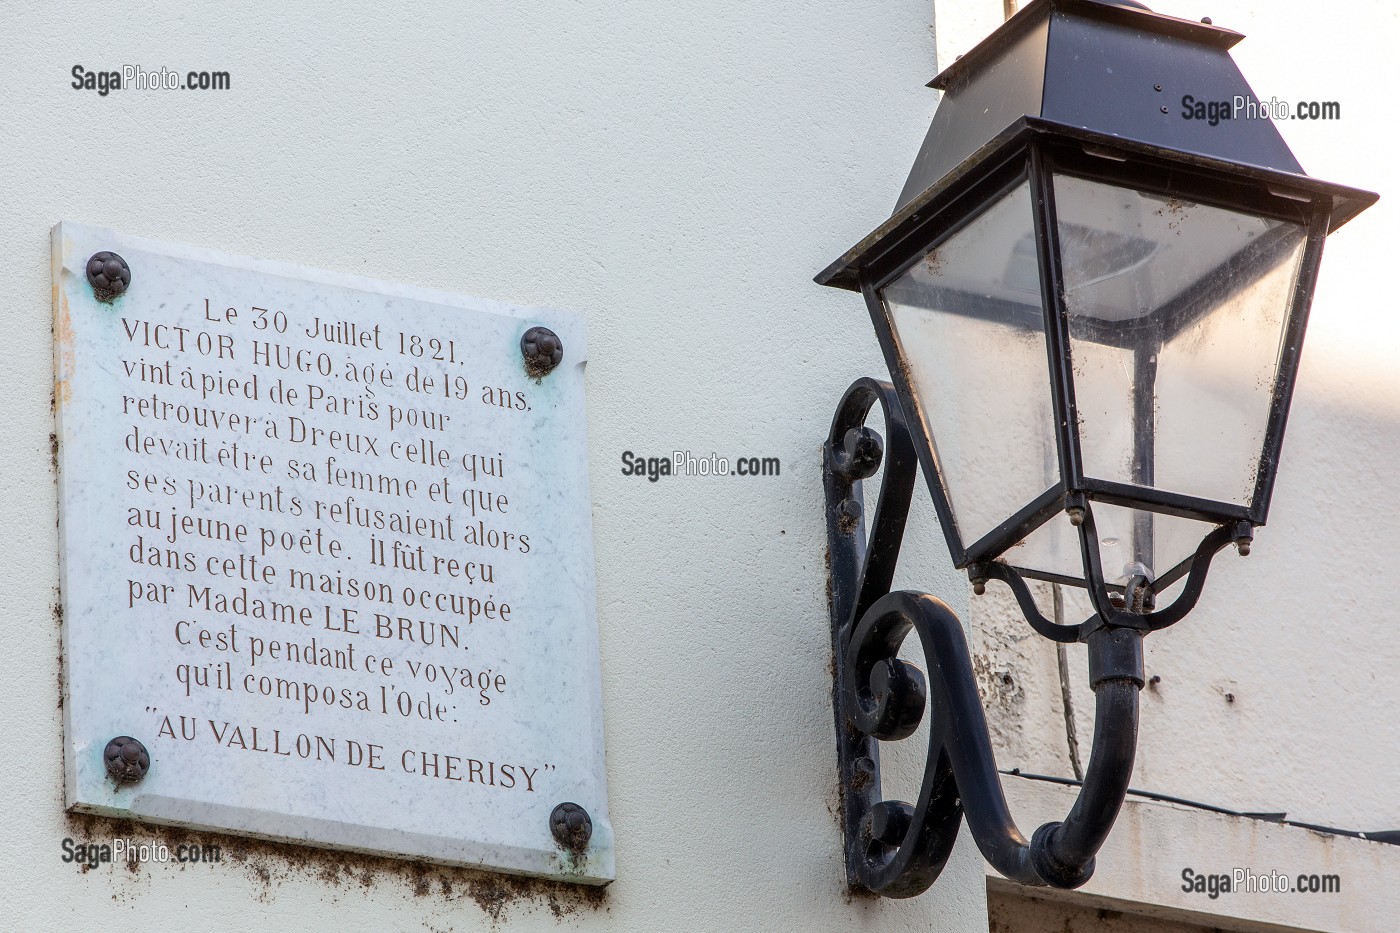 SagaPhoto.com
SagaPhoto.com
Le 30 Juillet 1821.
VICTOR HUGO. âgé de 19 ans.
vint à pied de Paris pour
retrouver à Dreux celle qui
devait être sa femme et que
ses parents refusaient alors
au jeune poête. Il fût reçu
dans cette maison occupée
par Madame LE BRUN.
C'est pendant ce voyage
qu'il composa l'Ode:
"AU VALLON DE CHERISY"
SagaPhoto.com
SagaPhoto.com
SagaPhoto.com